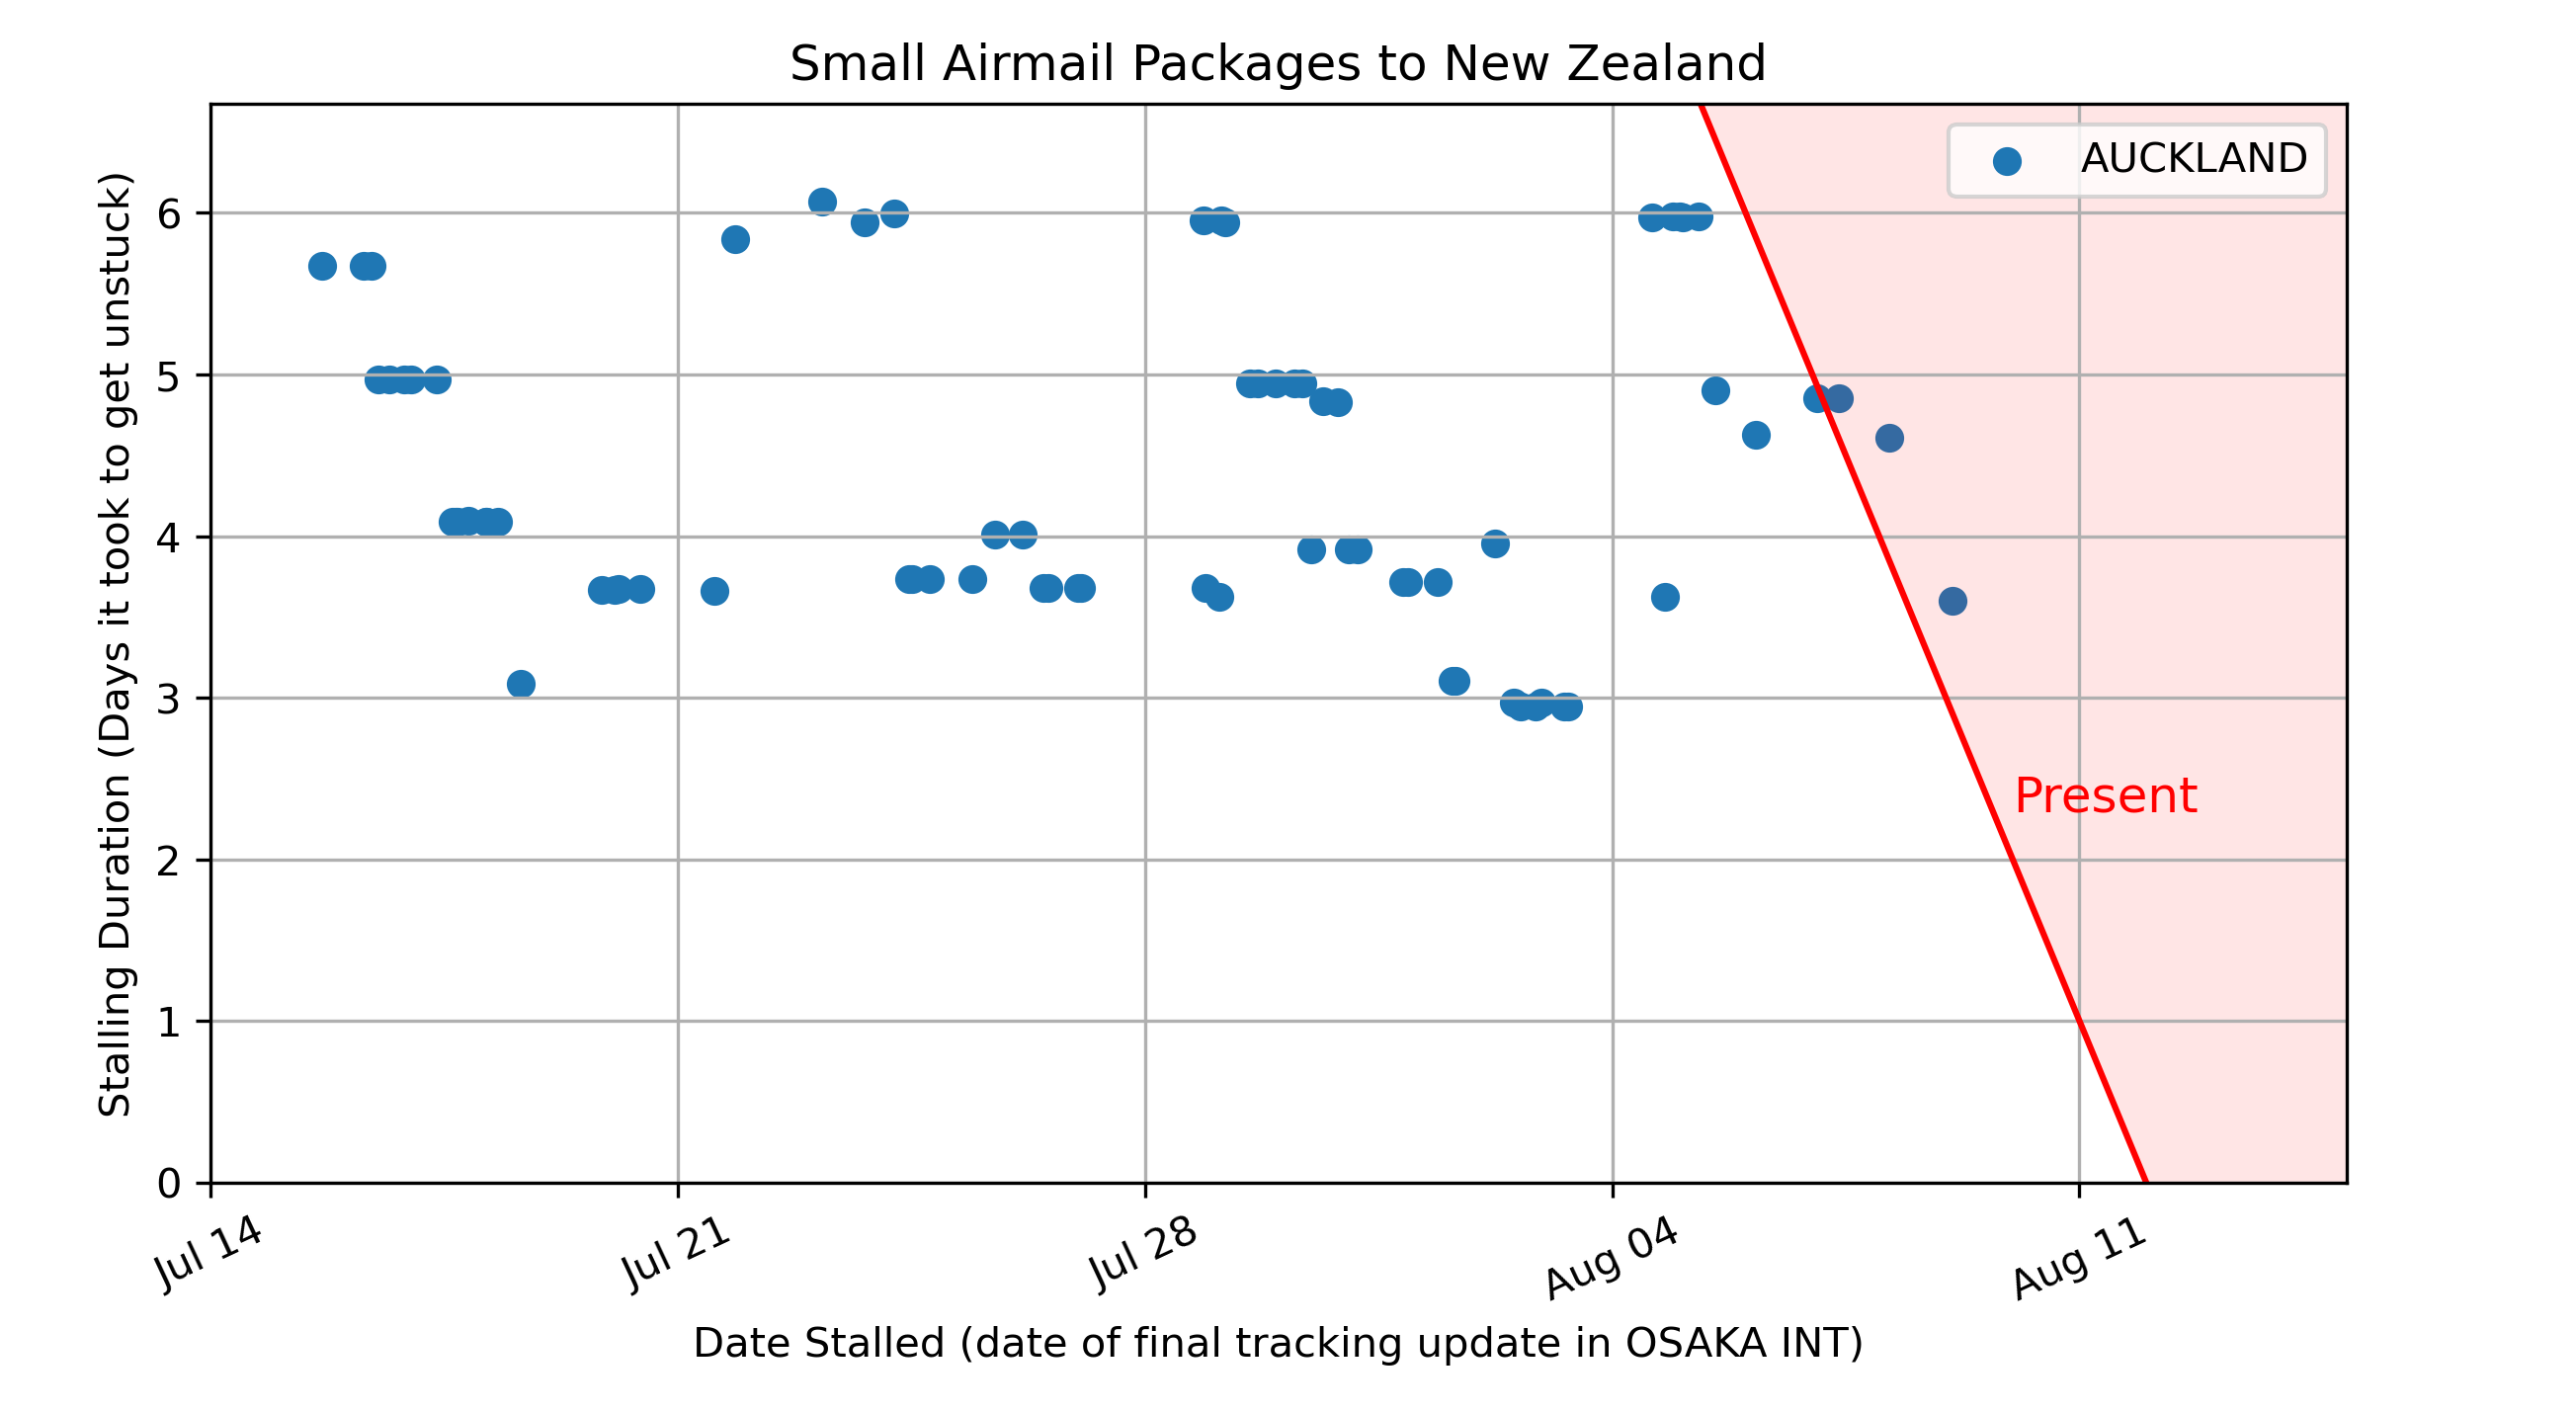 Small Airmail Packages to New Zealand
AUCKLAND
Present
Stalling Duration (Days it took to get unstuck)
6
5
4
3
2
1
0
Jul 14
Jul 21
Jul 28
Aug 04
Aug 11
Date Stalled (date of final tracking update in OSAKA INT)